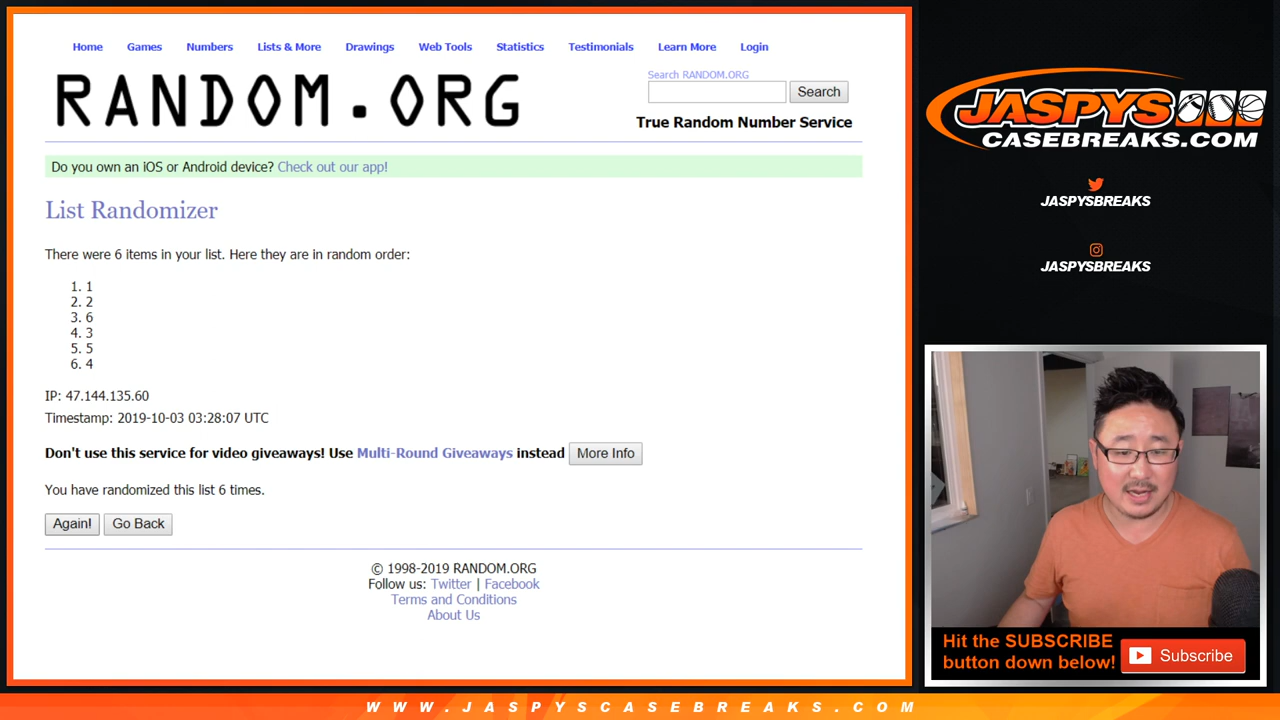 Home Games Numbers Lists & More Drawings Web Tools Statistics Testimonials Learn More Login
RANDOM.ORG
Search RANDOM.ORG
Search
True Random Number Service
Do you own an iOS or Android device? Check out our app!
List Randomizer
There were 6 items in your list. Here they are in random order:
1. 1
2. 2
3. 6
4. 3
5. 5
6. 4
IP: 47.144.135.60
Timestamp: 2019-10-03 03:28:07 UTC
Don't use this service for video giveaways! Use Multi-Round Giveaways instead More Info
You have randomized this list 6 times.
Again! Go Back
© 1998-2019 RANDOM.ORG
Follow us: Twitter | Facebook
Terms and Conditions
About Us
JASPYS
CASEBREAKS.COM
JASPYSBREAKS
JASPYSBREAKS
Hit the SUBSCRIBE
button down below!
Subscribe
WWW.JASPYSCASEBREAKS.COM